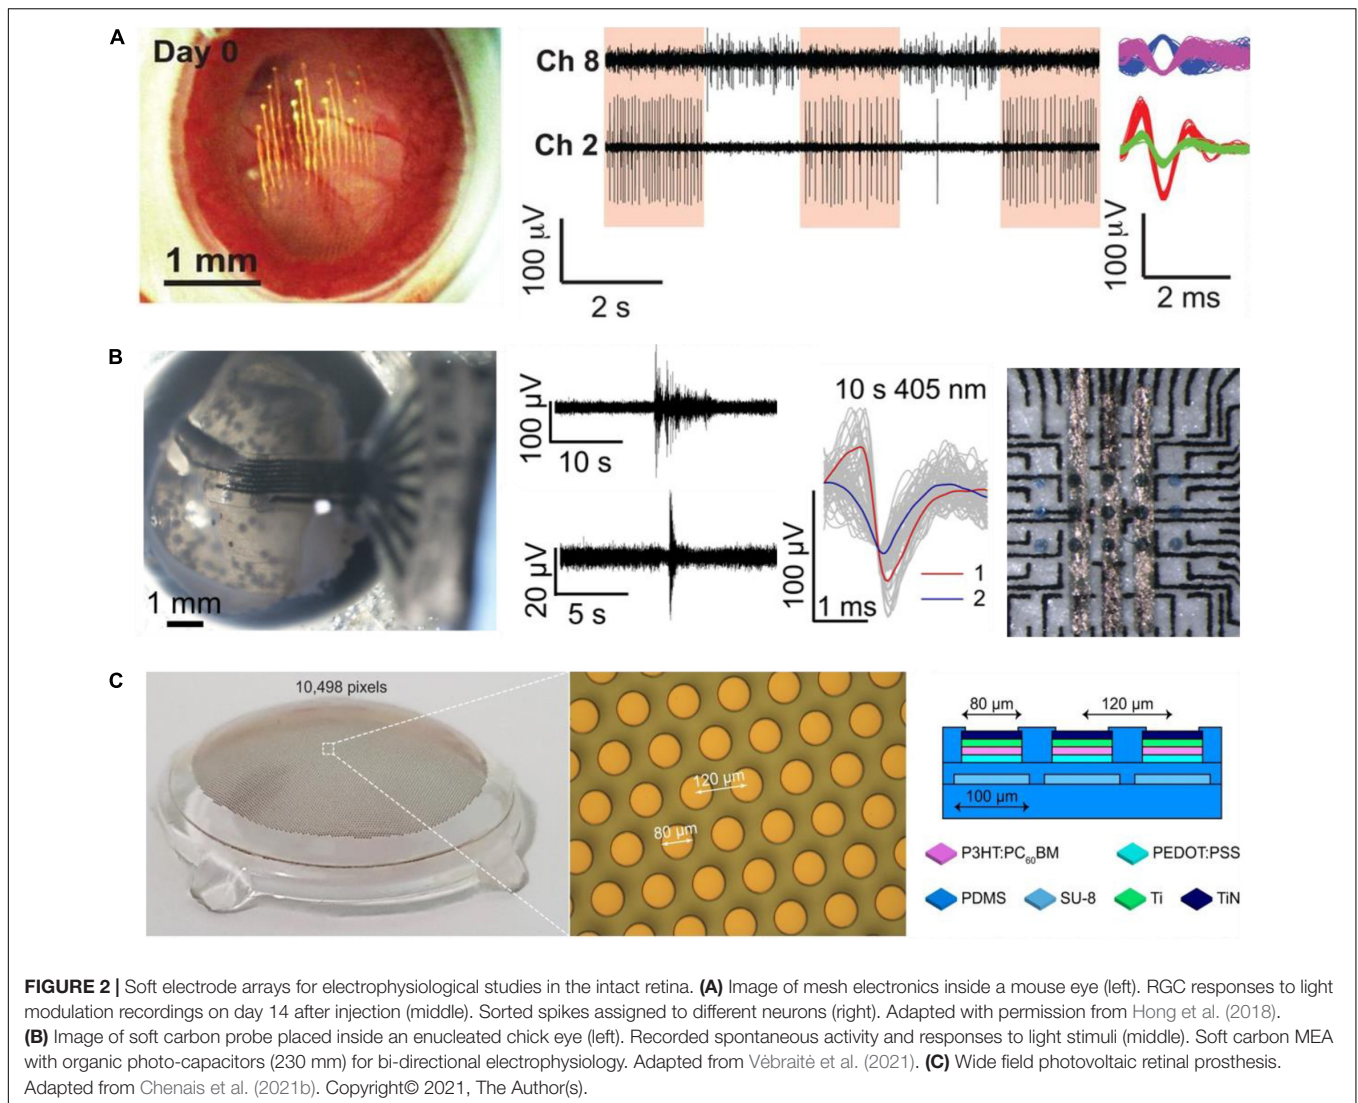 A
Day 0
1 mm
Ch 8
Ch 2
100 µV
2 s
100 µV
2 ms
B
1 mm
100 µV
10 s
20 µV
5 s
10 s 405 nm
100 µV
1 ms
1
2
C
10,498 pixels
120 µm
80 µm
80 µm
120 µm
100 µm
P3HT:PC60BM
PEDOT:PSS
PDMS
SU-8
Ti
TiN
FIGURE 2 | Soft electrode arrays for electrophysiological studies in the intact retina. (A) Image of mesh electronics inside a mouse eye (left). RGC responses to light
modulation recordings on day 14 after injection (middle). Sorted spikes assigned to different neurons (right). Adapted with permission from Hong et al. (2018).
(B) Image of soft carbon probe placed inside an enucleated chick eye (left). Recorded spontaneous activity and responses to light stimuli (middle). Soft carbon MEA
with organic photo-capacitors (230 mm) for bi-directional electrophysiology. Adapted from Vėbraitė et al. (2021). (C) Wide field photovoltaic retinal prosthesis.
Adapted from Chenais et al. (2021b). Copyright© 2021, The Author(s).